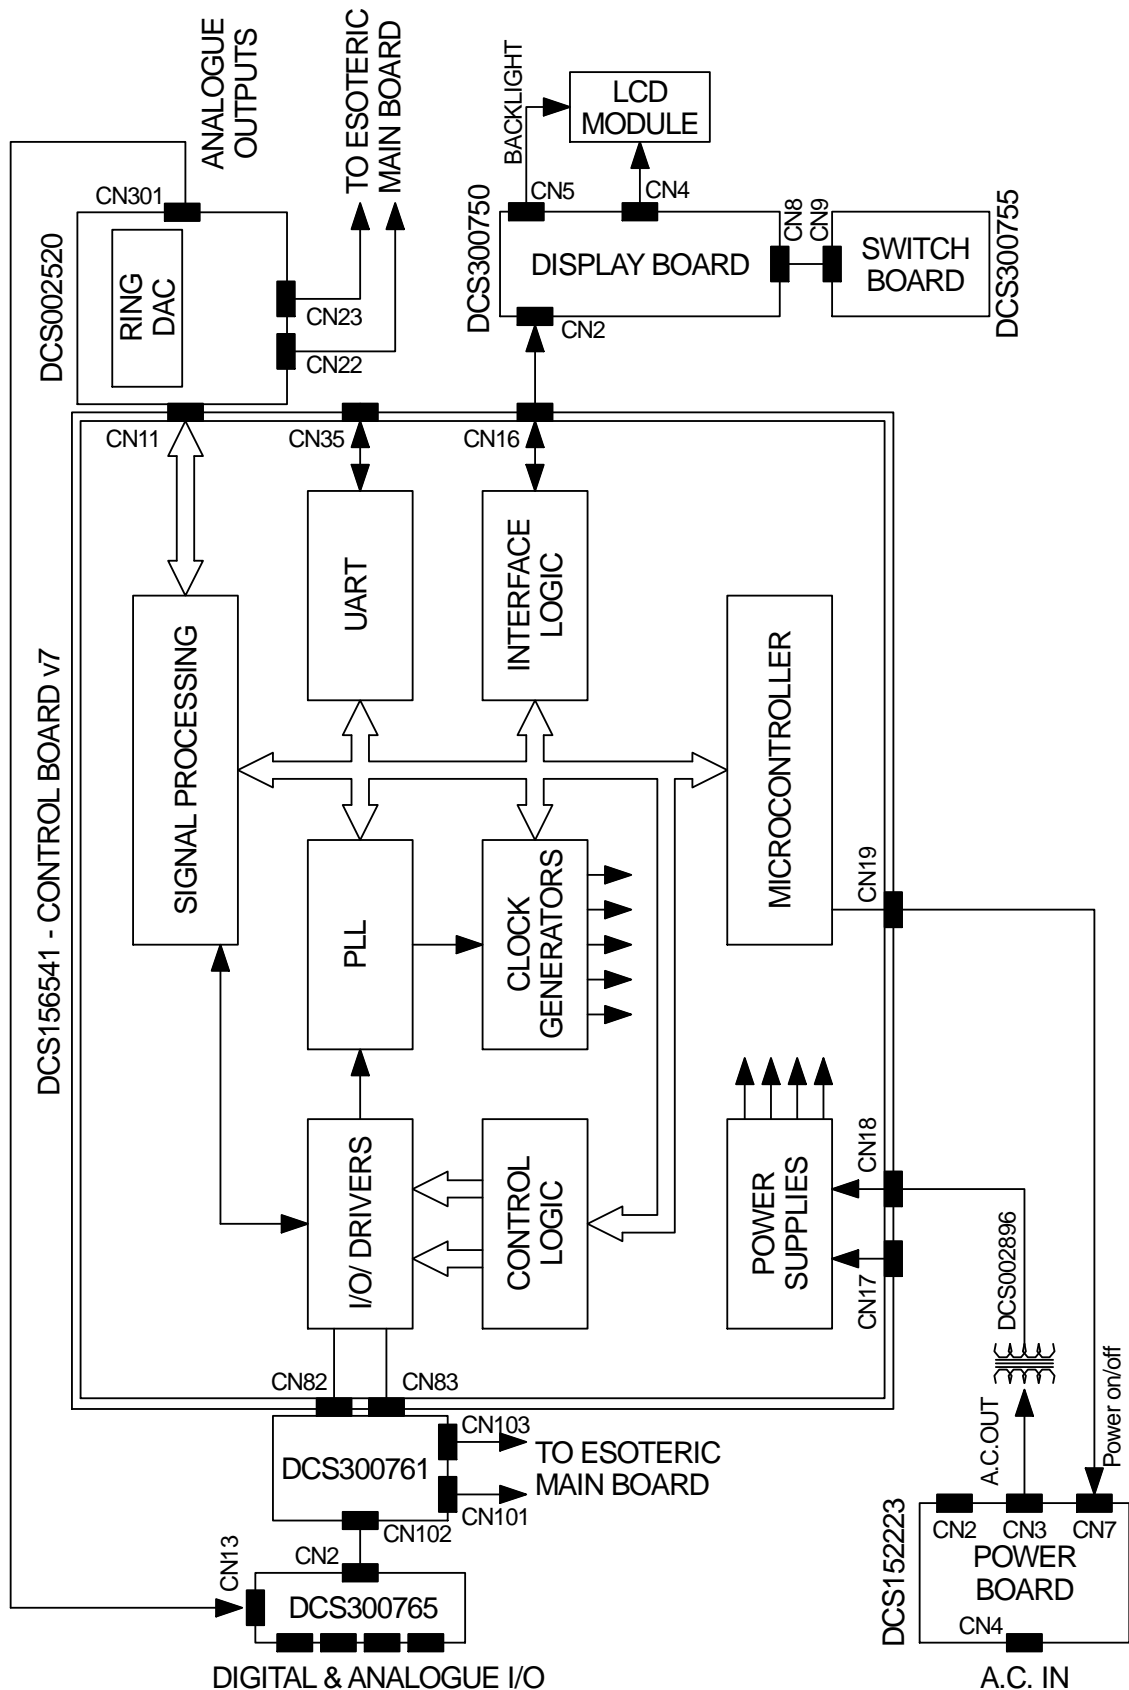 ANALOGUE
OUTPUTS
TO ESOTERIC
MAIN BOARD
BACKLIGHT
LCD
MODULE
CN301
DCS002520
RING
DAC
CN23
CN22
DCS300750
CN5
CN4
DISPLAY BOARD
CN8
CN9
SWITCH
BOARD
DCS300755
CN2
CN11
CN35
CN16
DCS156541 - CONTROL BOARD v7
SIGNAL PROCESSING
UART
INTERFACE
LOGIC
MICROCONTROLLER
PLL
CLOCK
GENERATORS
CN19
I/O/ DRIVERS
CONTROL
LOGIC
POWER
SUPPLIES
CN18
CN17
DCS002896
CN82
CN83
DCS300761
CN103
CN101
TO ESOTERIC
MAIN BOARD
CN102
A.C.OUT
Power on/off
CN13
CN2
DCS300765
DIGITAL & ANALOGUE I/O
DCS152223
CN2
CN3
CN7
POWER
BOARD
CN4
A.C. IN